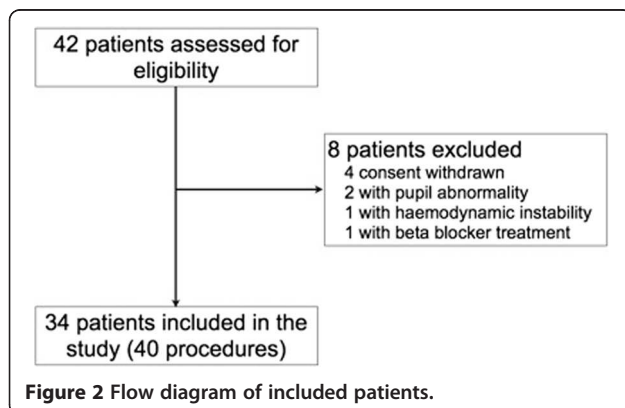 42 patients assessed for
eligibility
8 patients excluded
4 consent withdrawn
2 with pupil abnormality
1 with haemodynamic instability
1 with beta blocker treatment
34 patients included in the
study (40 procedures)
Figure 2 Flow diagram of included patients.